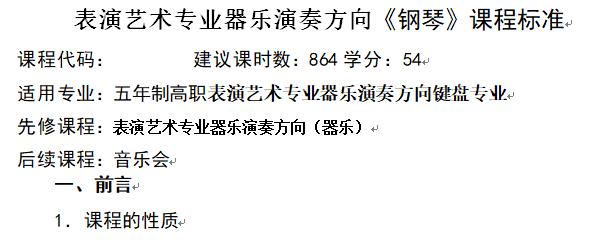 表演艺术专业器乐演奏方向《钢琴》课程标准
课程代码： 建议课时数：864 学分：54
适用专业：五年制高职表演艺术专业器乐演奏方向键盘专业
先修课程：表演艺术专业器乐演奏方向（器乐）
后续课程：音乐会
一、前言
1．课程的性质